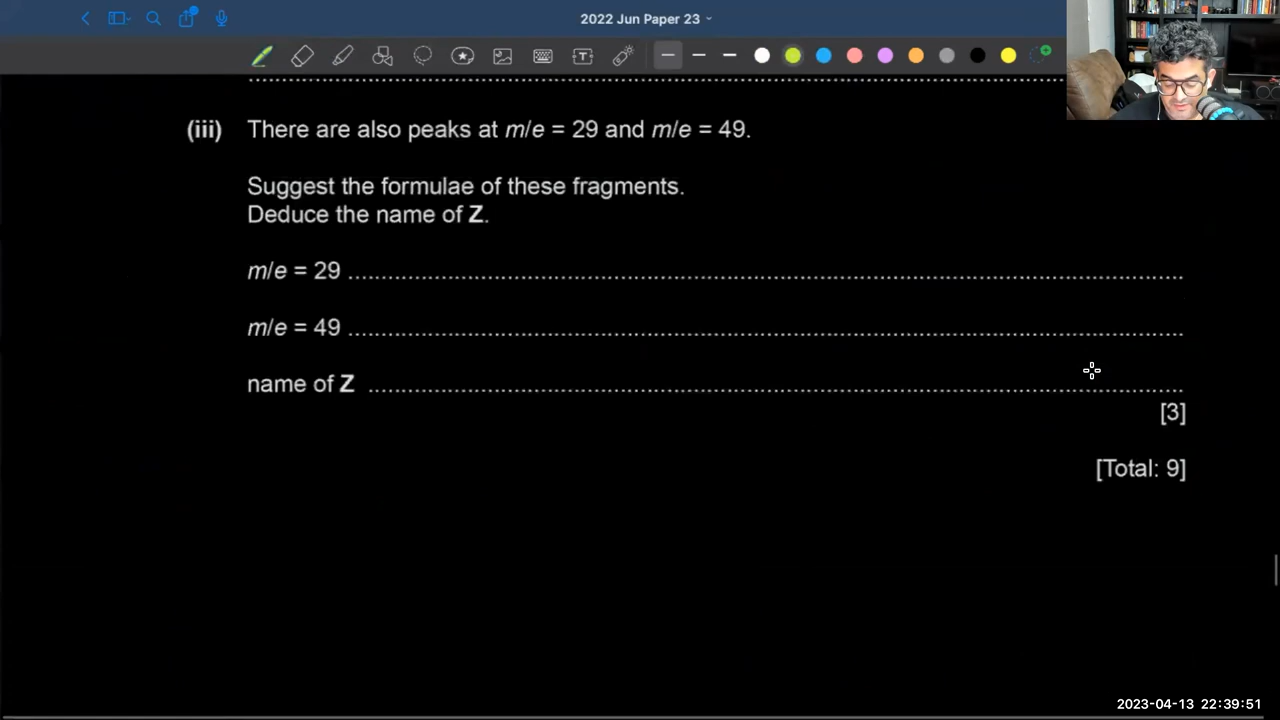 2022 Jun Paper 23
(iii) There are also peaks at m/e = 29 and m/e = 49.
Suggest the formulae of these fragments.
Deduce the name of Z.
m/e = 29
m/e = 49
name of Z
[3]
[Total: 9]
2023-04-13 22:39:51